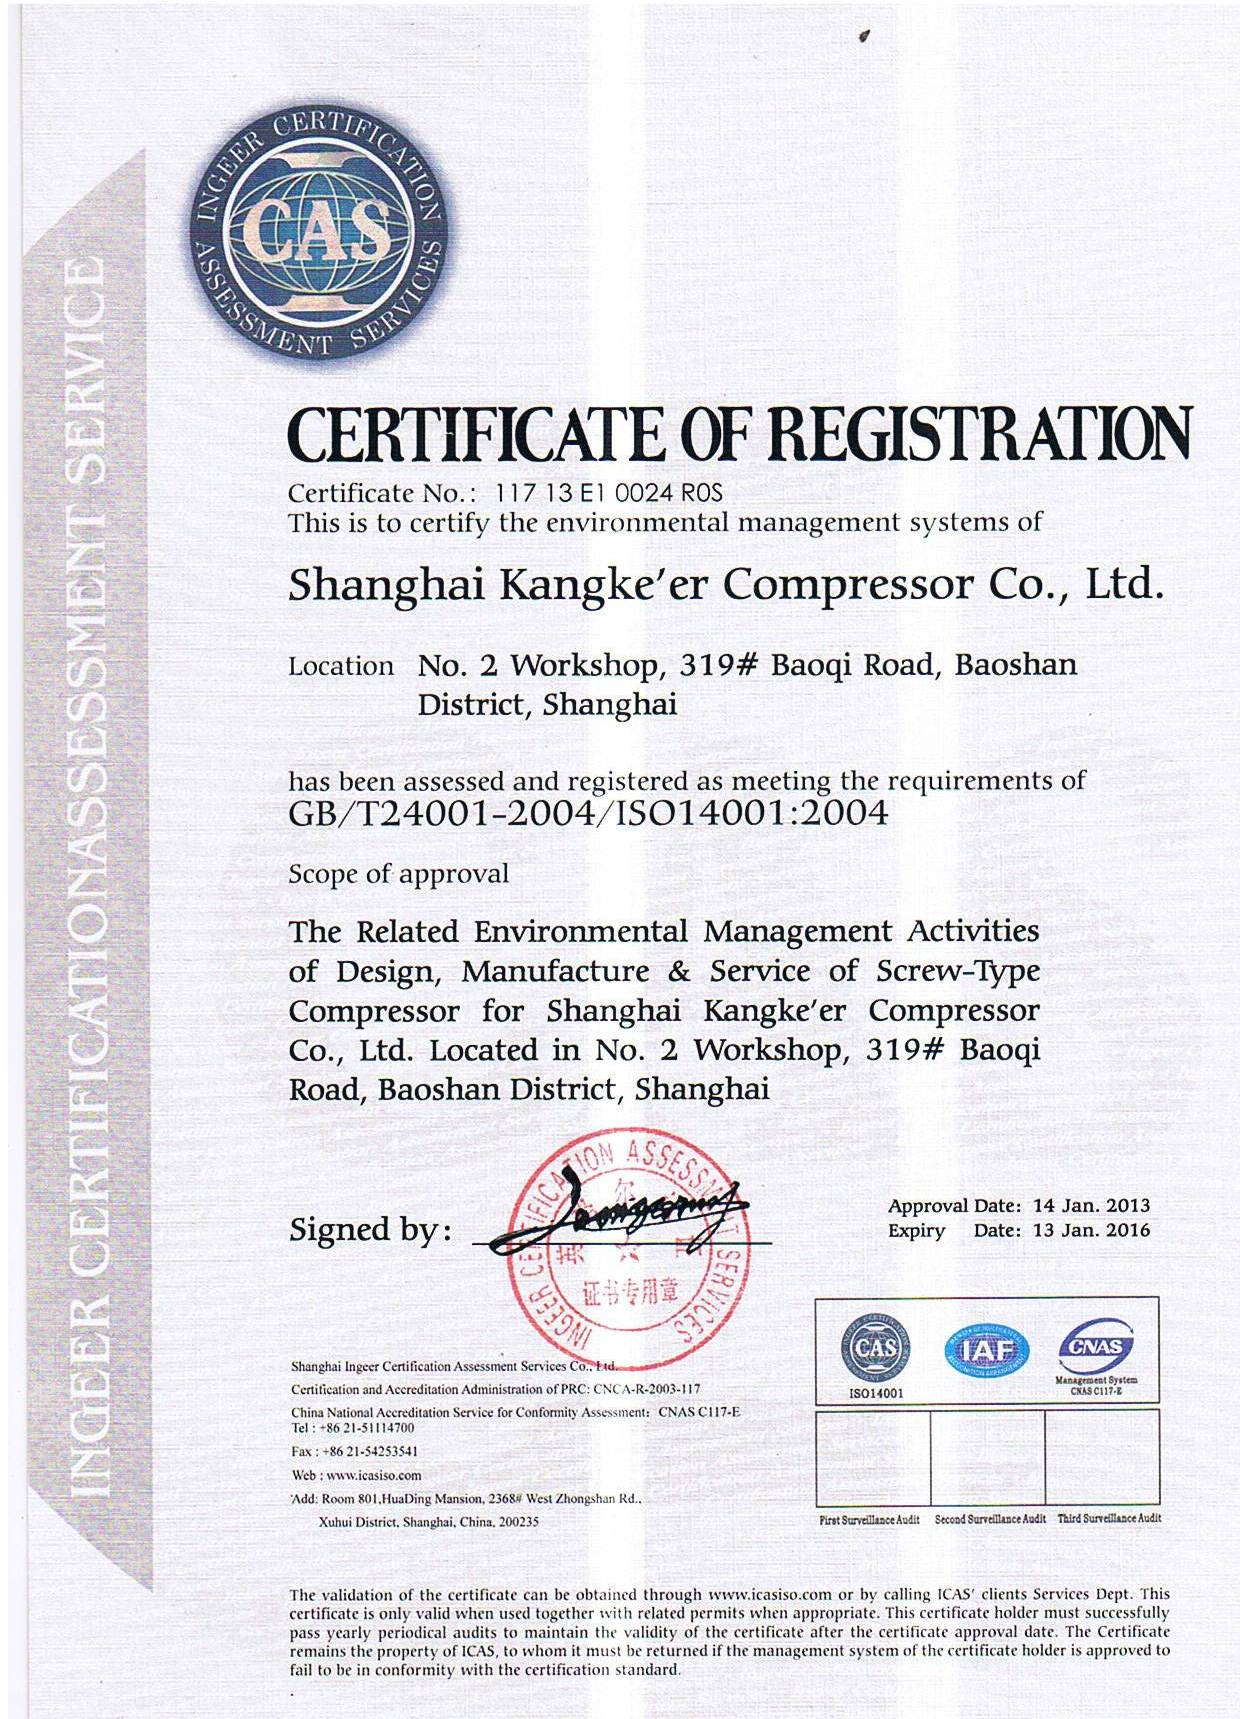 INGEER CERTIFICATION
CAS
ASSESSMENT SERVICES
INGEER CERTIFICATIONASSESSMENT SERVICE
CERTIFICATE OF REGISTRATION
Certificate No.: 117 13 E1 0024 R0S
This is to certify the environmental management systems of
Shanghai Kangke'er Compressor Co., Ltd.
Location No. 2 Workshop, 319# Baoqi Road, Baoshan
District, Shanghai
has been assessed and registered as meeting the requirements of
GB/T24001-2004/ISO14001:2004
Scope of approval
The Related Environmental Management Activities
of Design, Manufacture & Service of Screw-Type
Compressor for Shanghai Kangke'er Compressor
Co., Ltd. Located in No. 2 Workshop, 319# Baoqi
Road, Baoshan District, Shanghai
Signed by:
INGEER CERTIFICATION ASSESSMENT SERVICES
证书专用章
Approval Date: 14 Jan. 2013
Expiry Date: 13 Jan. 2016
Shanghai Ingeer Certification Assessment Services Co., Ltd.
Certification and Accreditation Administration of PRC: CNCA-R-2003-117
China National Accreditation Service for Conformity Assessment: CNAS C117-E
Tel : +86 21-51114700
Fax : +86 21-54253541
Web : www.icasiso.com
Add: Room 801,HuaDing Mansion, 2368# West Zhongshan Rd.,
Xuhui District, Shanghai, China, 200235
CAS
ISO14001
IAF
CNAS
Management System
CNAS C117-E
First Surveillance Audit Second Surveillance Audit Third Surveillance Audit
The validation of the certificate can be obtained through www.icasiso.com or by calling ICAS' clients Services Dept. This
certificate is only valid when used together with related permits when appropriate. This certificate holder must successfully
pass yearly periodical audits to maintain the validity of the certificate after the certificate approval date. The Certificate
remains the property of ICAS, to whom it must be returned if the management system of the certificate holder is approved to
fail to be in conformity with the certification standard.